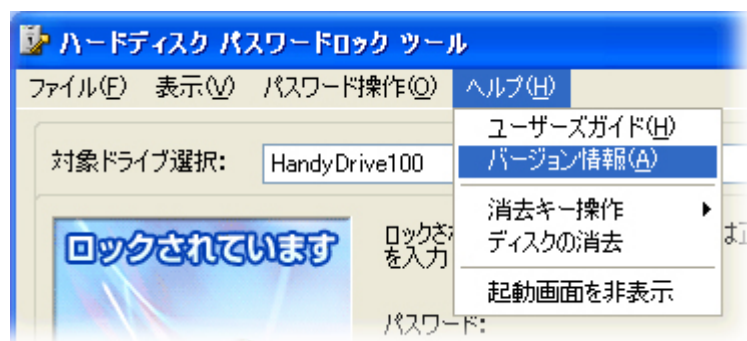 ハードディスク パスワードロック ツール
ファイル(F) 表示(V) パスワード操作(O) ヘルプ(H)
ユーザーズガイド(H)
バージョン情報(A)
消去キー操作
ディスクの消去
起動画面を非表示
対象ドライブ選択: HandyDrive100
ロックされています
ロックさ
を入力
パスワード: